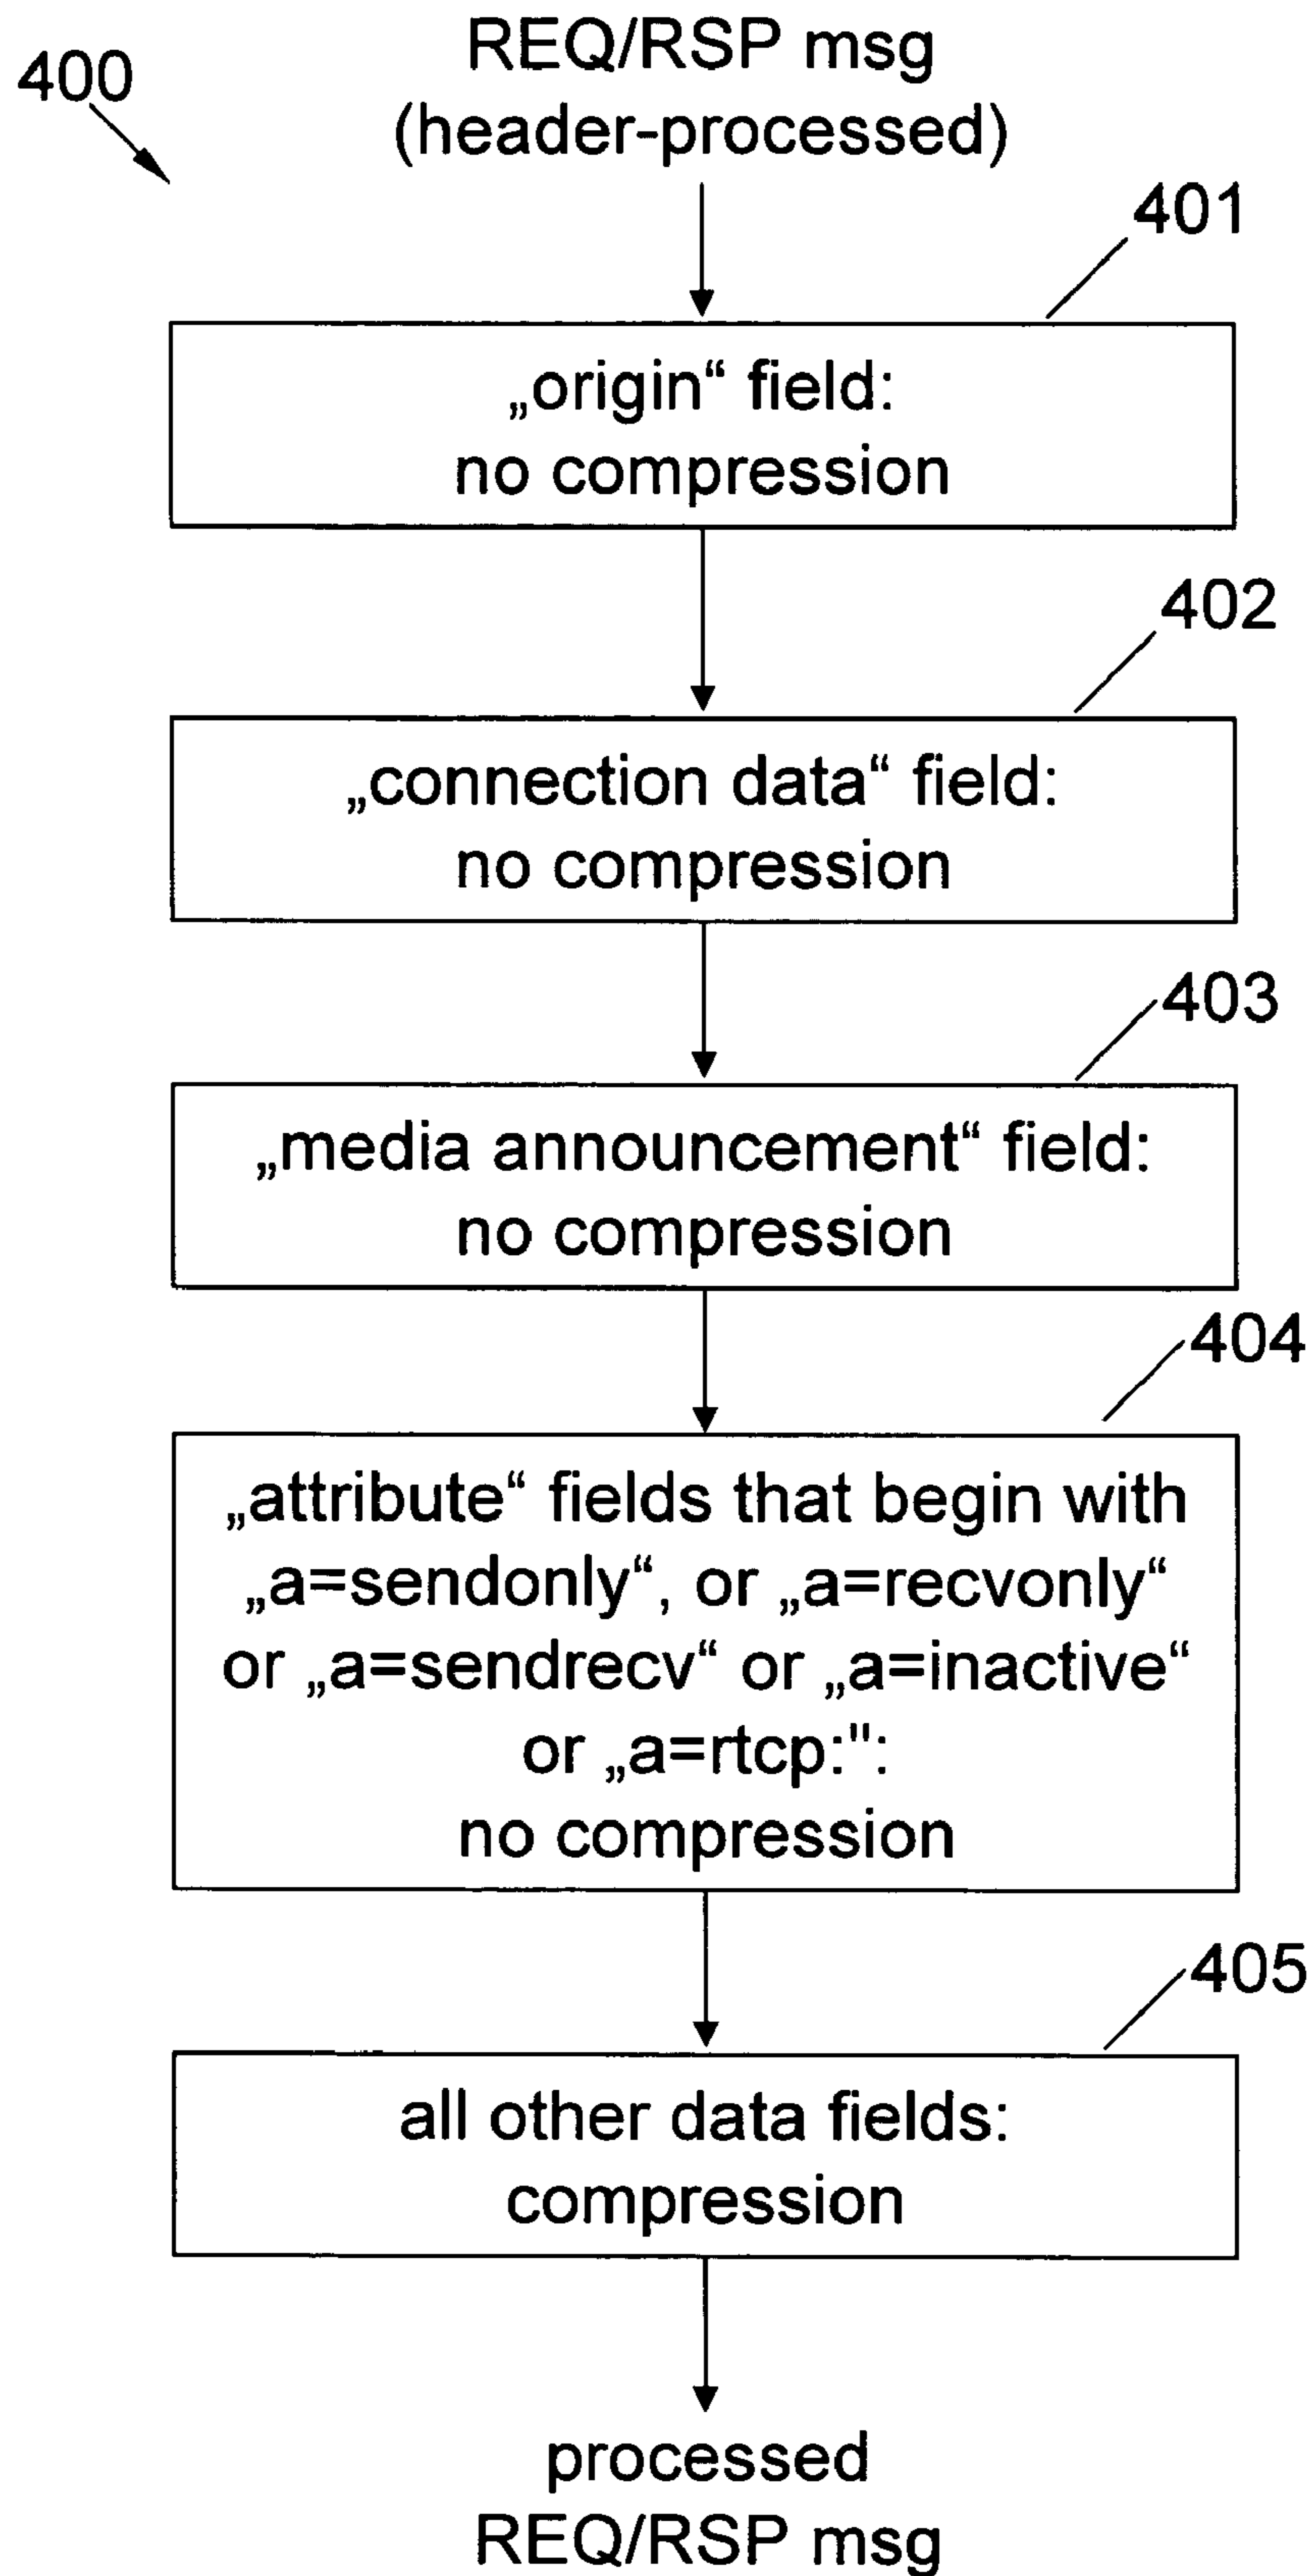 REQ/RSP msg
400
(header-processed)
401
„origin“ field:
no compression
402
„connection data“ field:
no compression
403
„media announcement“ field:
no compression
404
„attribute“ fields that begin with
„a=sendonly“, or „a=recvonly“
or „a=sendrecv“ or „a=inactive“
or „a=rtcp:":
no compression
405
all other data fields:
compression
processed
REQ/RSP msg